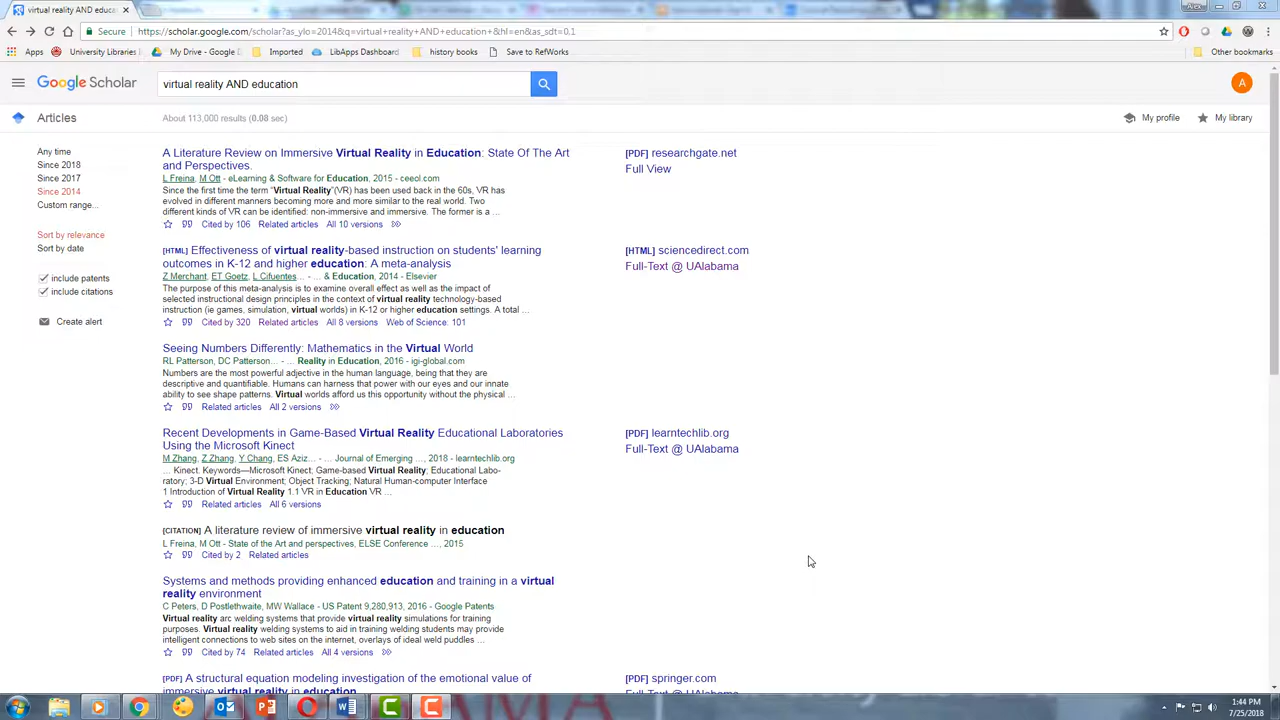 virtual reality AND educa
Alex
Secure
https://scholar.google.com/scholar?as_ylo=2014&q=virtual+reality+AND+education+&hl=en&as_sdt=0,1
Apps
University Libraries
My Drive - Google D
Imported
LibApps Dashboard
history books
Save to RefWorks
Other bookmarks
Google Scholar
virtual reality AND education
A
Articles
About 113,000 results (0.08 sec)
My profile
My library
Any time
Since 2018
Since 2017
Since 2014
Custom range...
Sort by relevance
Sort by date
include patents
include citations
Create alert
A Literature Review on Immersive Virtual Reality in Education: State Of The Art
and Perspectives.
L Freina, M Ott - eLearning & Software for Education, 2015 - ceeol.com
Since the first time the term "Virtual Reality"(VR) has been used back in the 60s, VR has
evolved in different manners becoming more and more similar to the real world. Two
different kinds of VR can be identified: non-immersive and immersive. The former is a ...
Cited by 106 Related articles All 10 versions
[PDF] researchgate.net
Full View
[HTML] Effectiveness of virtual reality-based instruction on students' learning
outcomes in K-12 and higher education: A meta-analysis
Z Merchant, ET Goetz, L Cifuentes... - ... & Education, 2014 - Elsevier
The purpose of this meta-analysis is to examine overall effect as well as the impact of
selected instructional design principles in the context of virtual reality technology-based
instruction (ie games, simulation, virtual worlds) in K-12 or higher education settings. A total ...
Cited by 320 Related articles All 8 versions Web of Science: 101
[HTML] sciencedirect.com
Full-Text @ UAlabama
Seeing Numbers Differently: Mathematics in the Virtual World
RL Patterson, DC Patterson... - ... Reality in Education, 2016 - igi-global.com
Numbers are the most powerful adjective in the human language, being that they are
descriptive and quantifiable. Humans can harness that power with our eyes and our innate
ability to see shape patterns. Virtual worlds afford us this opportunity without the physical ...
Related articles All 2 versions
Recent Developments in Game-Based Virtual Reality Educational Laboratories
Using the Microsoft Kinect
M Zhang, Z Zhang, Y Chang, ES Aziz... - ... Journal of Emerging ..., 2018 - learntechlib.org
... Kinect. Keywords—Microsoft Kinect; Game-based Virtual Reality; Educational Labo-
ratory; 3-D Virtual Environment; Object Tracking; Natural Human-computer Interface
1 Introduction of Virtual Reality 1.1 VR in Education VR ...
Related articles All 6 versions
[PDF] learntechlib.org
Full-Text @ UAlabama
[CITATION] A literature review of immersive virtual reality in education
L Freina, M Ott - State of the Art and perspectives, ELSE Conference ..., 2015
Cited by 2 Related articles
Systems and methods providing enhanced education and training in a virtual
reality environment
C Peters, D Postlethwaite, MW Wallace - US Patent 9,280,913, 2016 - Google Patents
Virtual reality arc welding systems that provide virtual reality simulations for training
purposes. Virtual reality welding systems to aid in training welding students may provide
intelligent connections to web sites on the internet, overlays of ideal weld puddles ...
Cited by 74 Related articles All 4 versions
[PDF] A structural equation modeling investigation of the emotional value of
immersive virtual reality in education
[PDF] springer.com
Full-Text @ UAlabama
1:44 PM
7/25/2018